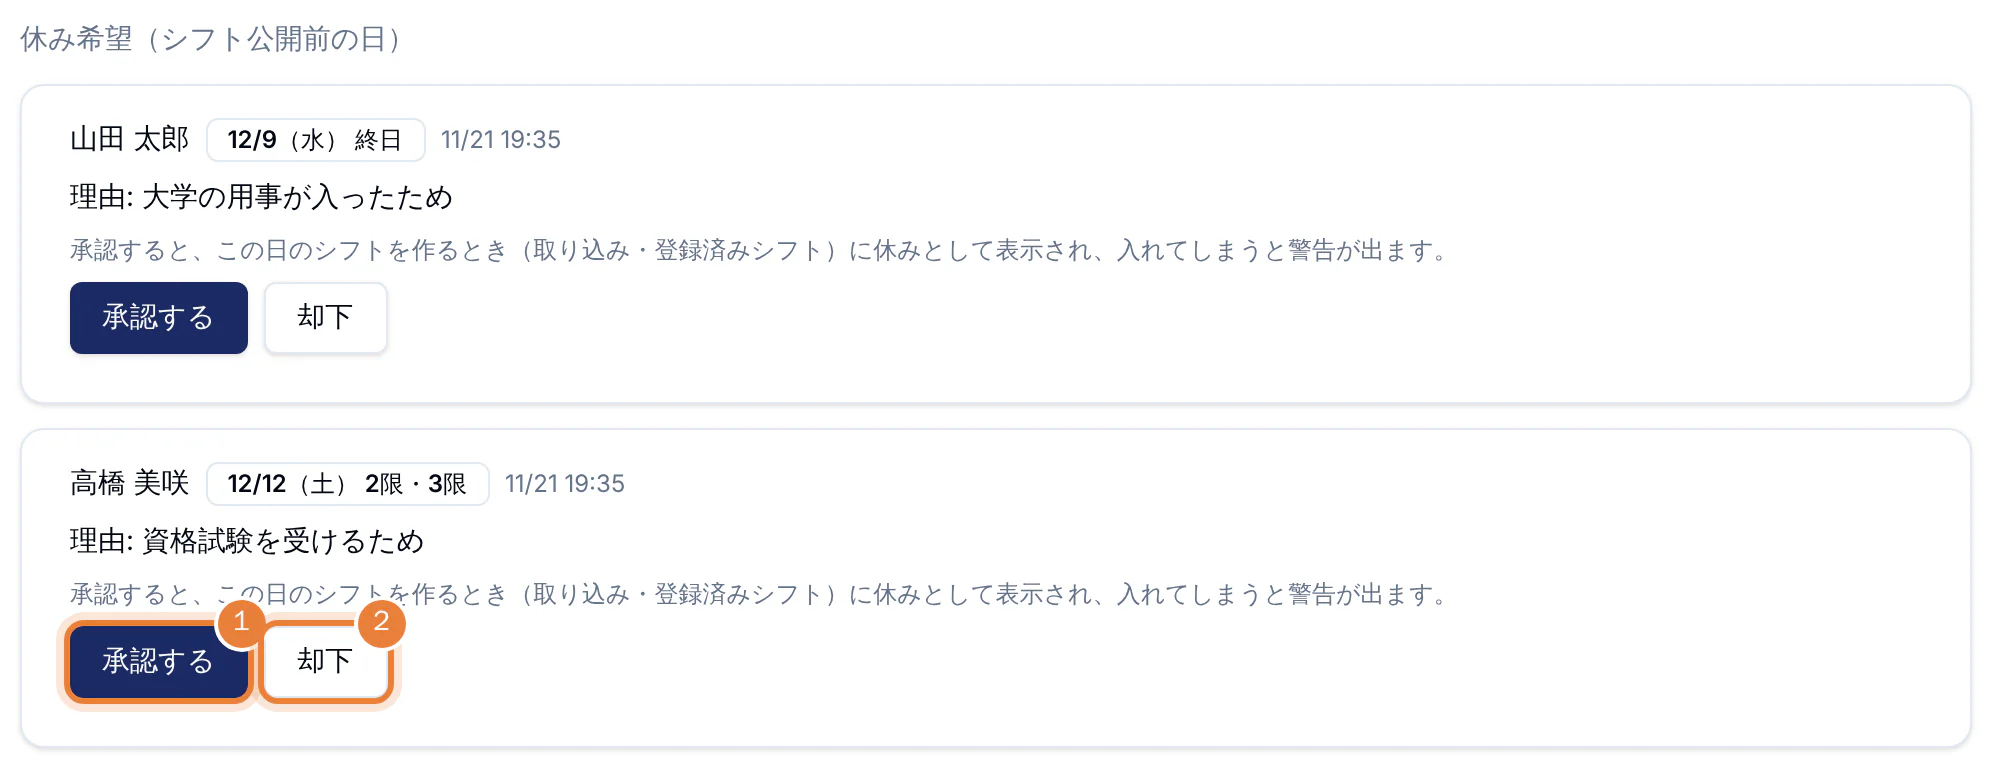 休み希望（シフト公開前の日）
山田 太郎 12/9（水） 終日 11/21 19:35
理由: 大学の用事が入ったため
承認すると、この日のシフトを作るとき（取り込み・登録済みシフト）に休みとして表示され、入れてしまうと警告が出ます。
承認する 却下
高橋 美咲 12/12（土） 2限・3限 11/21 19:35
理由: 資格試験を受けるため
承認すると、この日のシフトを作るとき（取り込み・登録済みシフト）に休みとして表示され、入れてしまうと警告が出ます。
1 2
承認する 却下